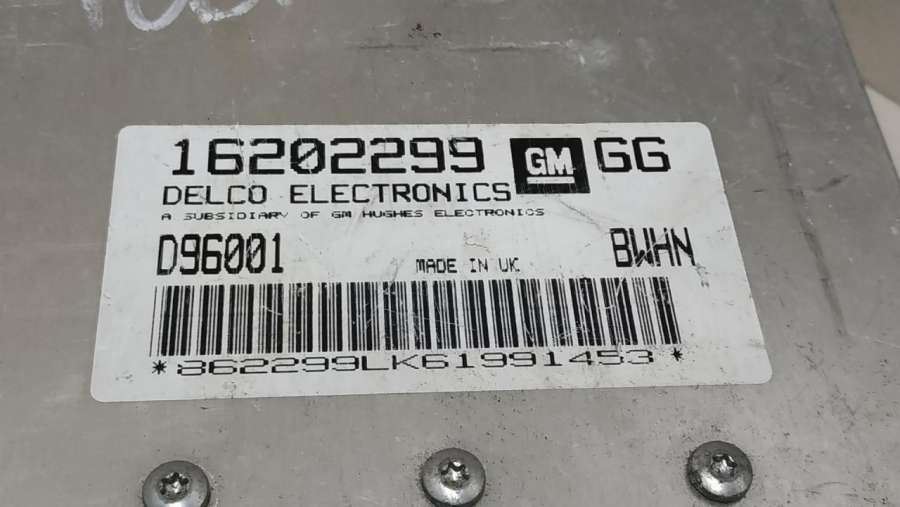 16202299 GM GG
DELCO ELECTRONICS
A SUBSIDIARY OF GM HUGHES ELECTRONICS
D96001 MADE IN UK BWHN
*862299LK61991453*